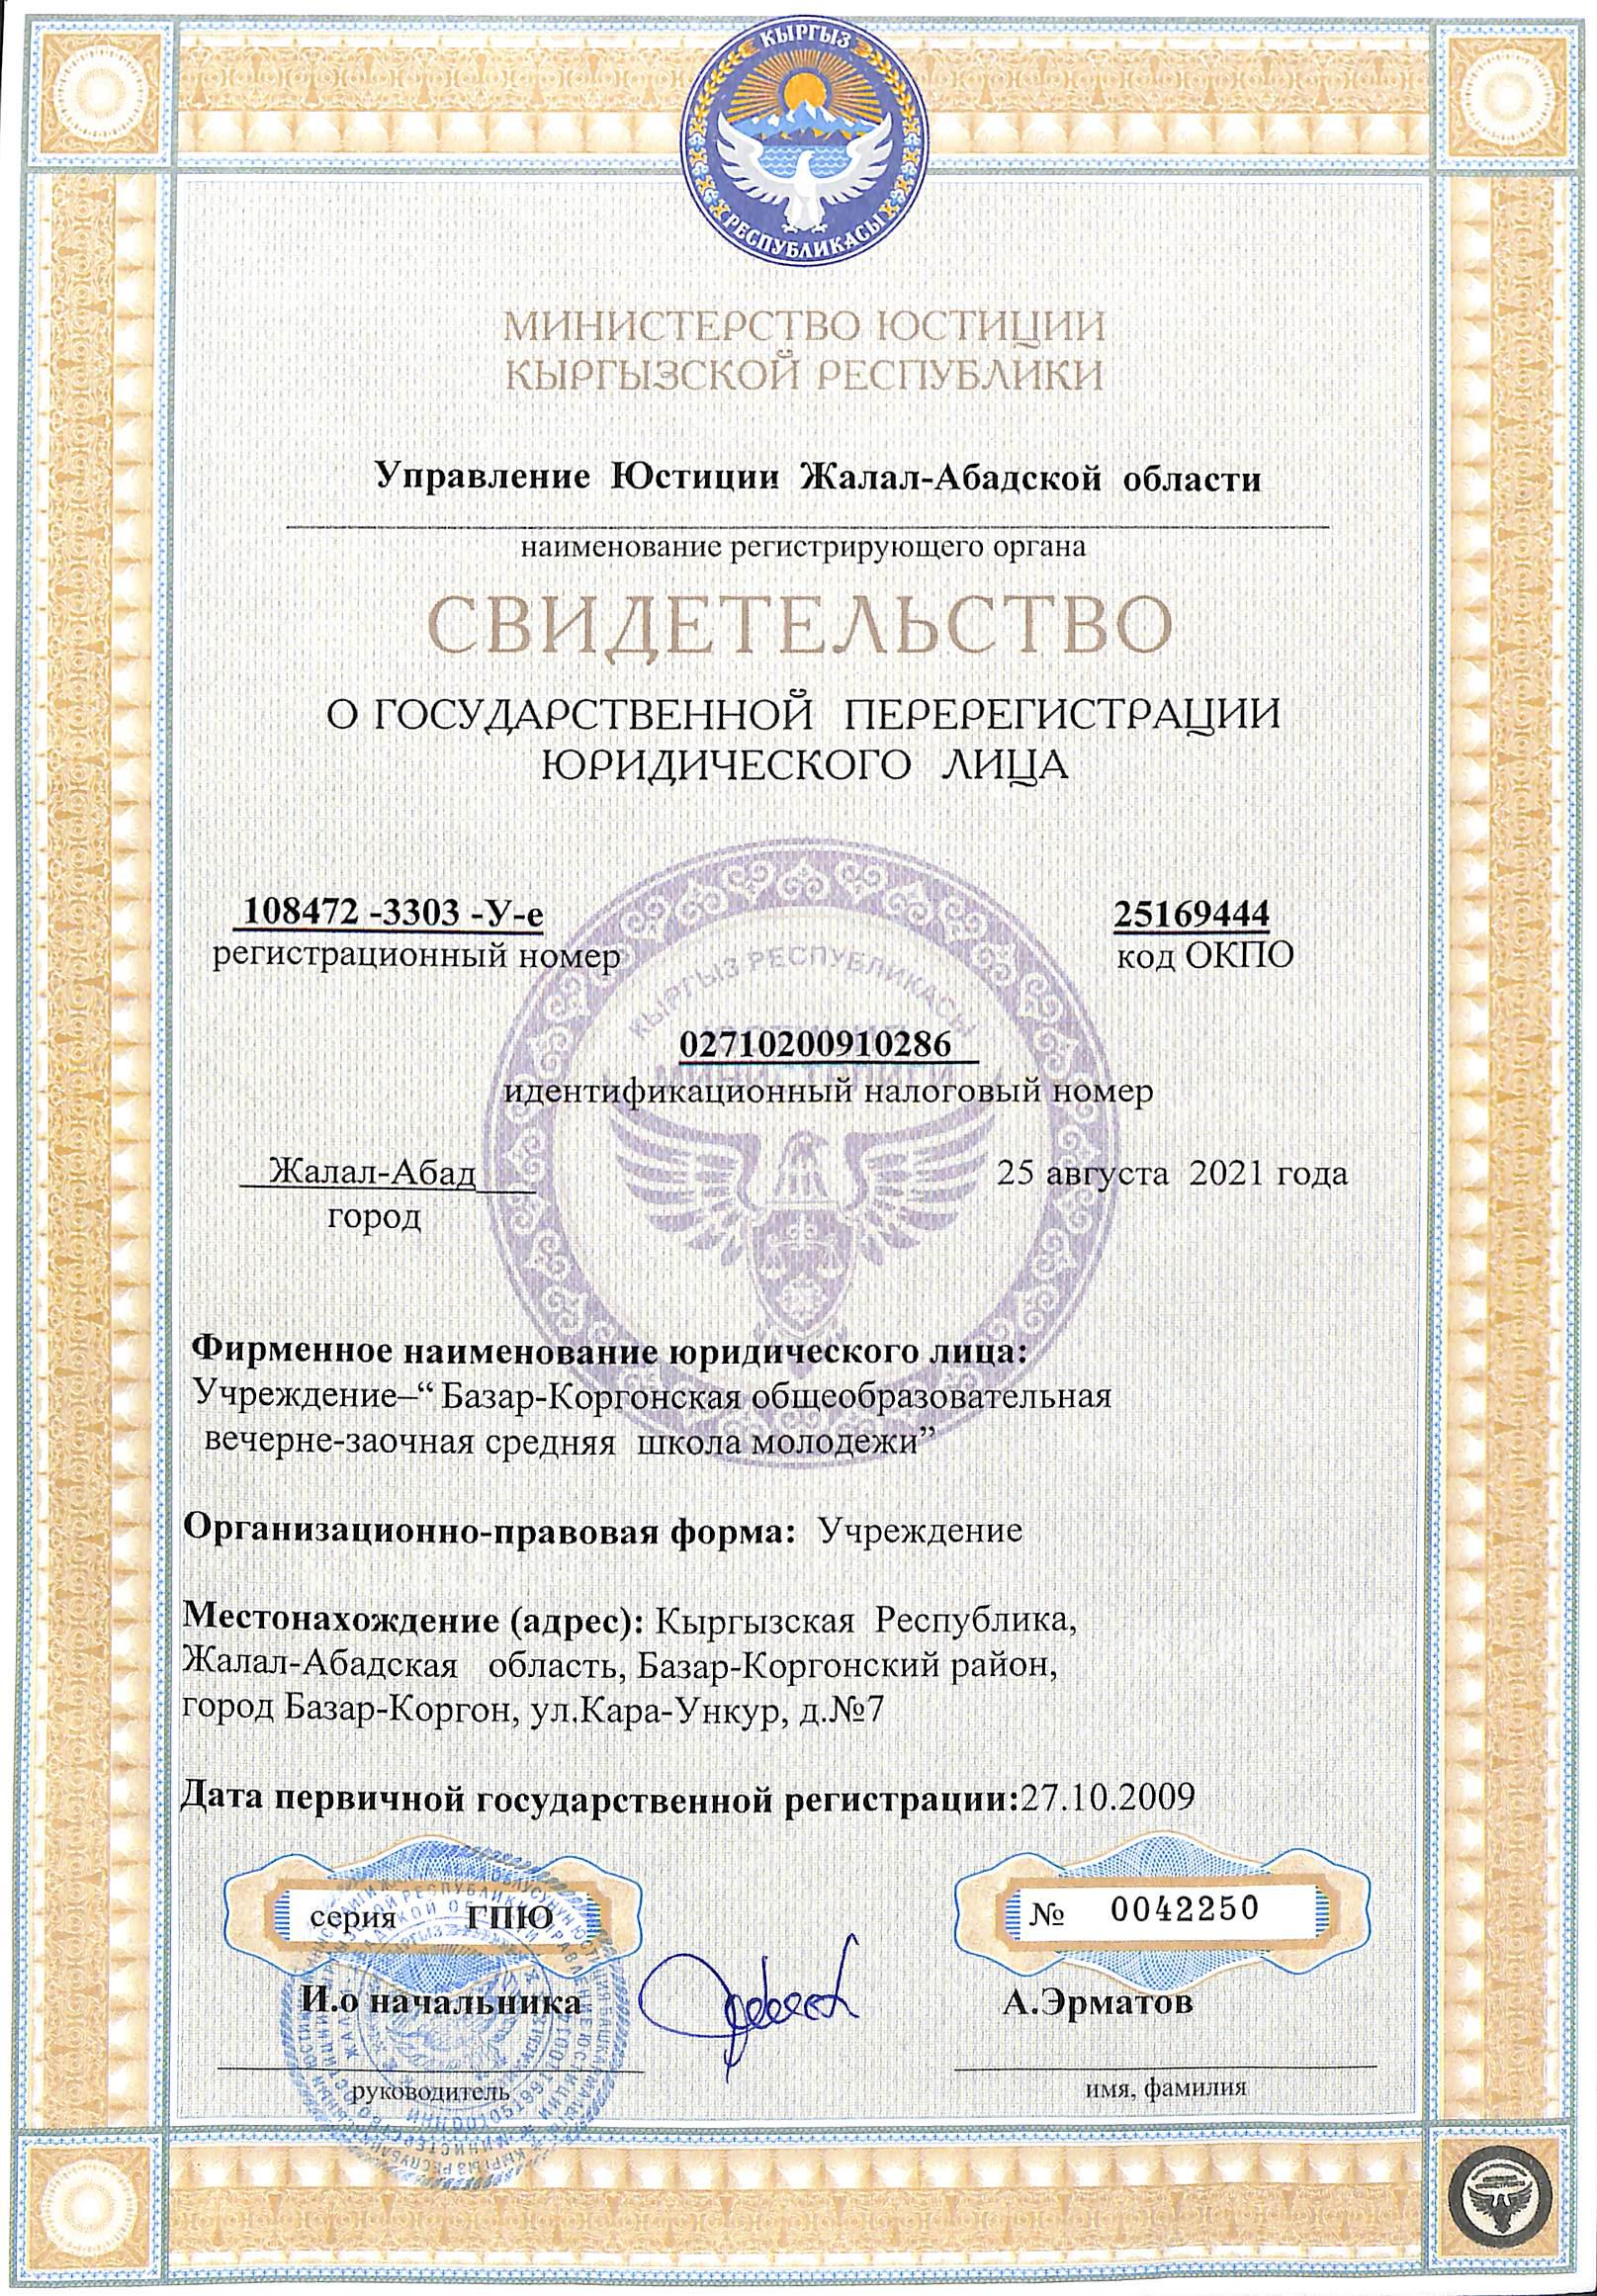 КЫРГЫЗ
РЕСПУБЛИКАСЫ
МИНИСТЕРСТВО ЮСТИЦИИ
КЫРГЫЗСКОЙ РЕСПУБЛИКИ
Управление Юстиции Жалал-Абадской области
наименование регистрирующего органа
СВИДЕТЕЛЬСТВО
О ГОСУДАРСТВЕННОЙ ПЕРЕРЕГИСТРАЦИИ
ЮРИДИЧЕСКОГО ЛИЦА
108472 -3303 -У-е 25169444
регистрационный номер код ОКПО
КЫРГЫЗ РЕСПУБЛИКАСЫ
02710200910286
идентификационный налоговый номер
Жалал-Абад 25 августа 2021 года
город
Фирменное наименование юридического лица:
Учреждение–“ Базар-Коргонская общеобразовательная
вечерне-заочная средняя школа молодежи”
Организационно-правовая форма: Учреждение
Местонахождение (адрес): Кыргызская Республика,
Жалал-Абадская область, Базар-Коргонский район,
город Базар-Коргон, ул.Кара-Ункур, д.№7
Дата первичной государственной регистрации:27.10.2009
серия ГПЮ № 0042250
И.о начальника А.Эрматов
руководитель имя, фамилия